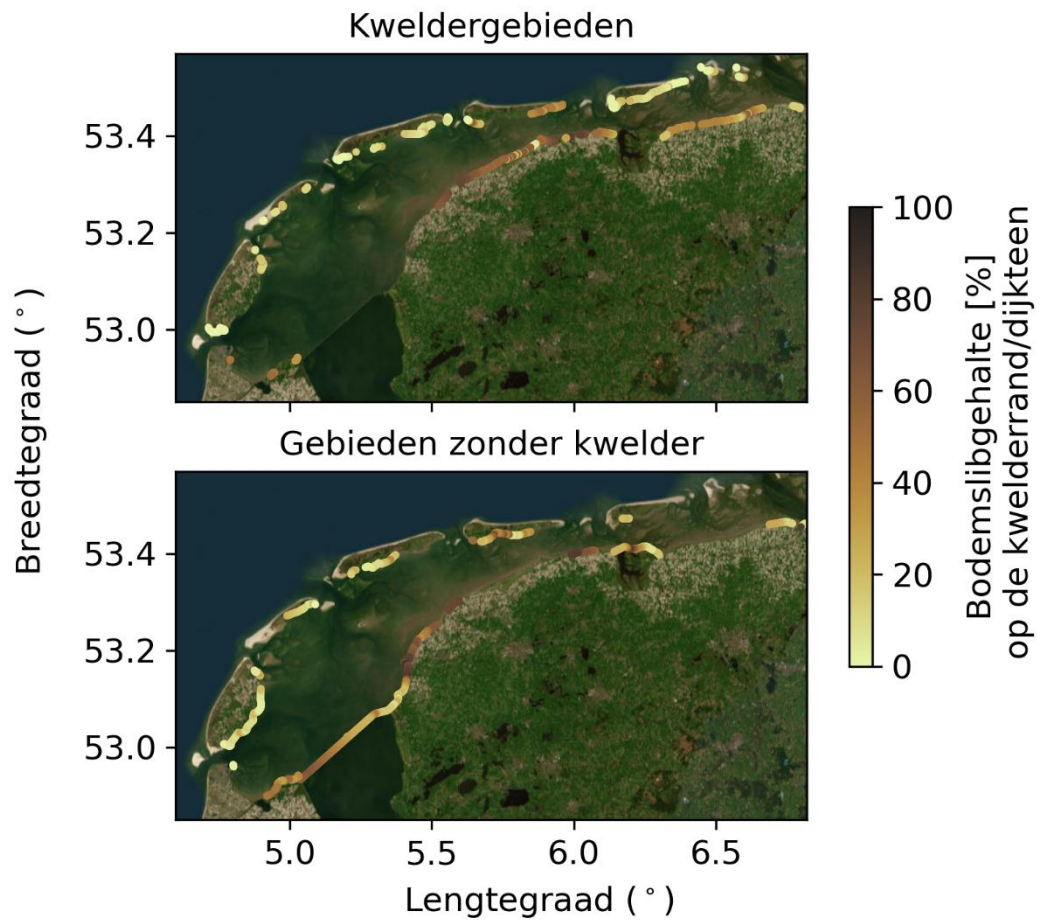 Kweldergebieden
53.4
53.2
53.0
Gebieden zonder kwelder
53.4
53.2
53.0
5.0 5.5 6.0 6.5
Lengtegraad (°)
Breedtegraad (°)
100
80
60
40
20
0
Bodemslibgehalte [%]
op de kwelderrand/dijkteen